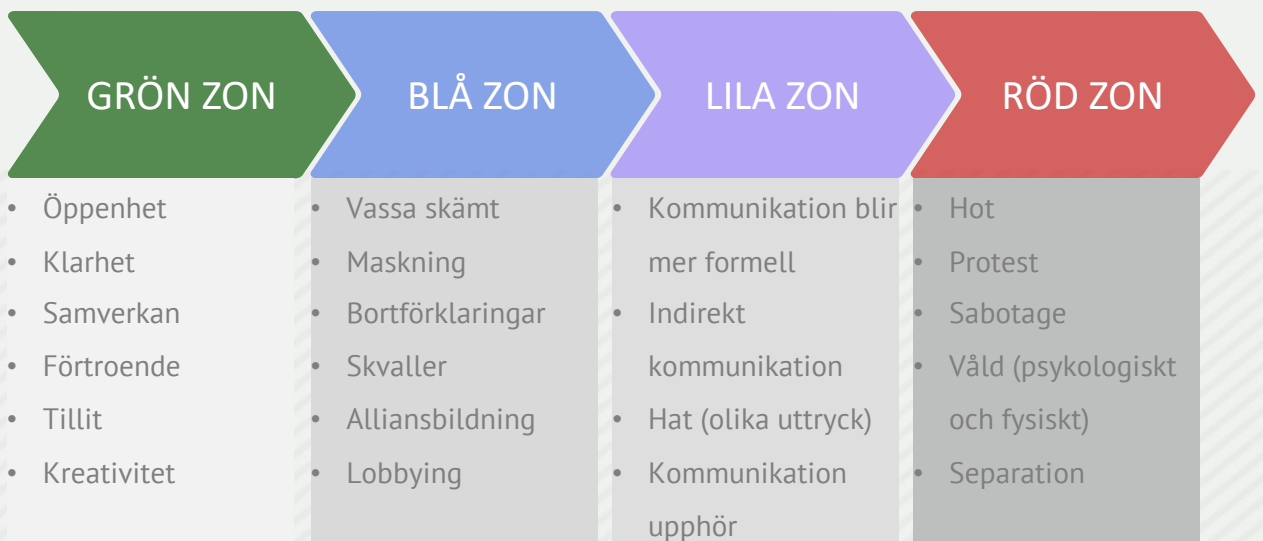 GRÖN ZON
BLÅ ZON
LILA ZON
RÖD ZON
• Öppenhet
• Klarhet
• Samverkan
• Förtroende
• Tillit
• Kreativitet
• Vassa skämt
• Maskning
• Bortförklaringar
• Skvaller
• Alliansbildning
• Lobbying
• Kommunikation blir
mer formell
• Indirekt
kommunikation
• Hat (olika uttryck)
• Kommunikation
upphör
• Hot
• Protest
• Sabotage
• Våld (psykologiskt
och fysiskt)
• Separation